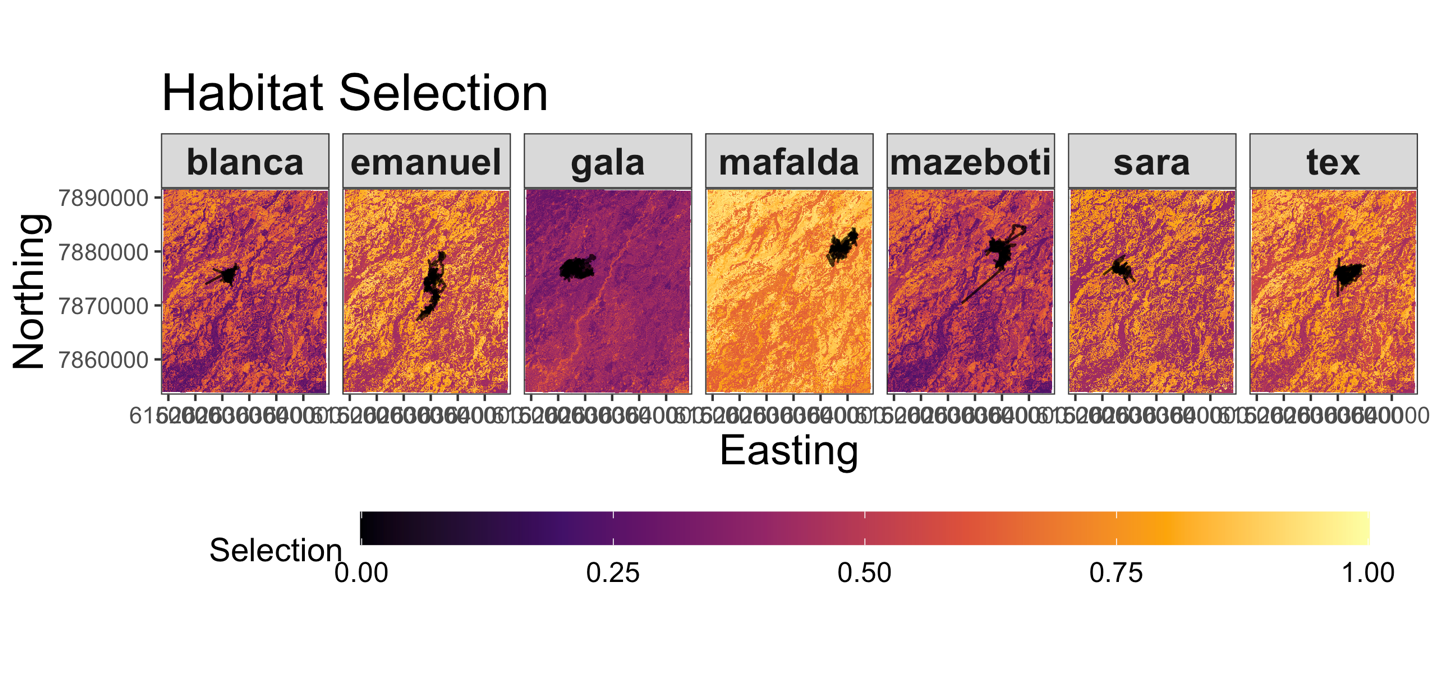 Habitat Selection
blanca emanuel gala mafalda mazeboti sara tex
Northing
7890000
7880000
7870000
7860000
Easting
Selection
0.00 0.25 0.50 0.75 1.00